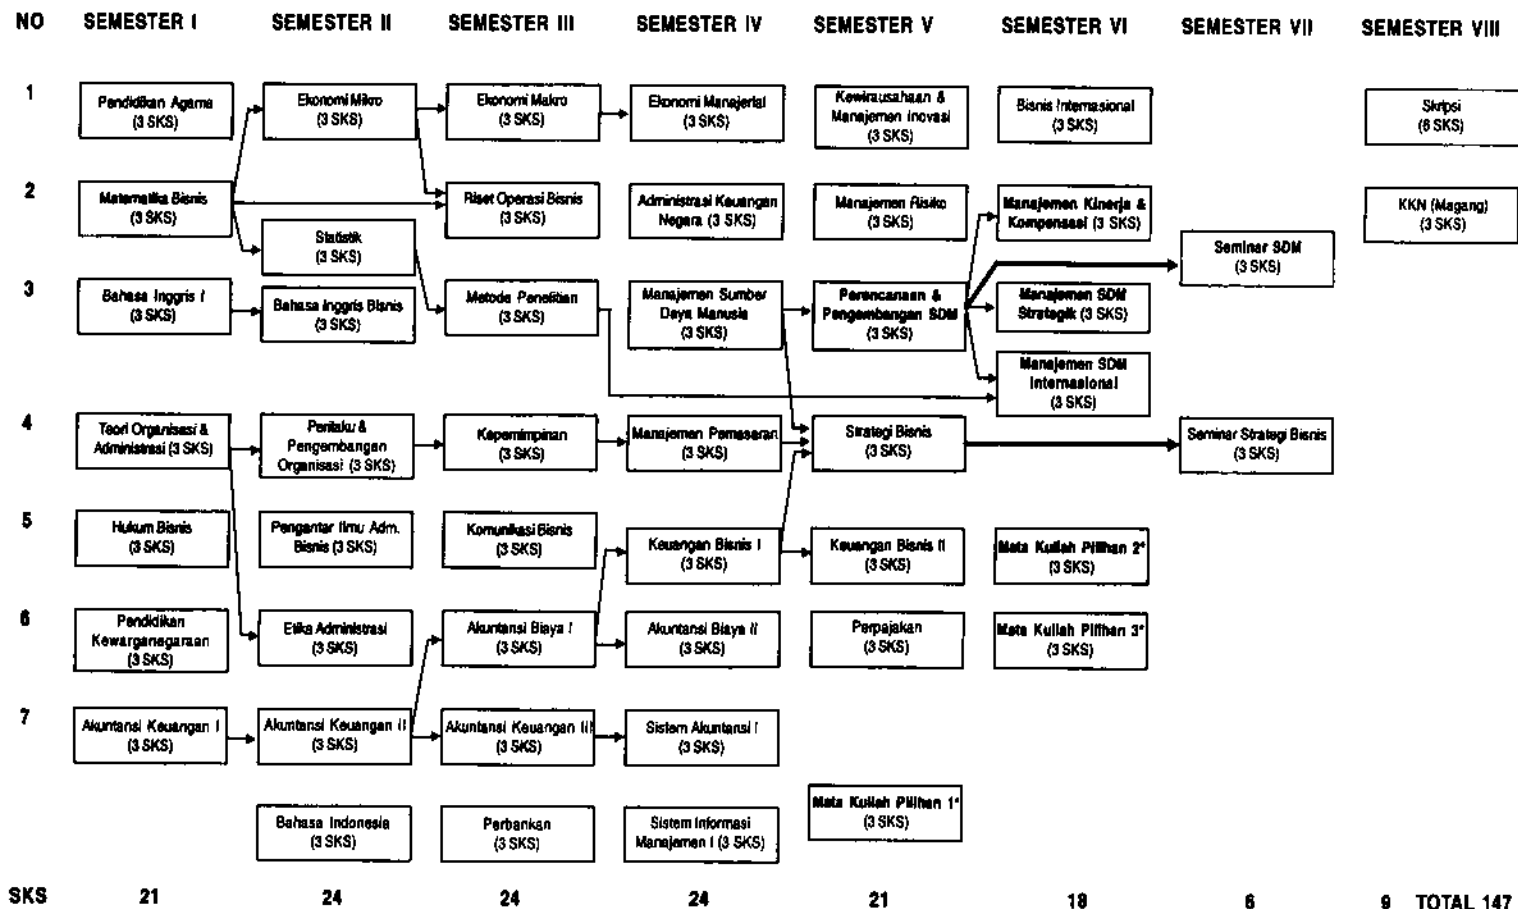 NO SEMESTER I SEMESTER II SEMESTER III SEMESTER IV SEMESTER V SEMESTER VI SEMESTER VII SEMESTER VIII
1
Pendidikan Agama
(3 SKS)
Ekonomi Mikro
(3 SKS)
Ekonomi Makro
(3 SKS)
Ekonomi Manajerial
(3 SKS)
Kewirausahaan &
Manajemen Inovasi
(3 SKS)
Bisnis Internasional
(3 SKS)
Skripsi
(6 SKS)
2
Matematika Bisnis
(3 SKS)
Statistik
(3 SKS)
Riset Operasi Bisnis
(3 SKS)
Administrasi Keuangan
Negara (3 SKS)
Manajemen Risiko
(3 SKS)
Manajemen Kinerja &
Kompensasi (3 SKS)
Seminar SDM
(3 SKS)
KKN (Magang)
(3 SKS)
3
Bahasa Inggris I
(3 SKS)
Bahasa Inggris Bisnis
(3 SKS)
Metode Penelitian
(3 SKS)
Manajemen Sumber
Daya Manusia
(3 SKS)
Perencanaan &
Pengembangan SDM
(3 SKS)
Manajemen SDM
Strategik (3 SKS)
Manajemen SDM
Internasional
(3 SKS)
4
Teori Organisasi &
Administrasi (3 SKS)
Perilaku &
Pengembangan
Organisasi (3 SKS)
Kepemimpinan
(3 SKS)
Manajemen Pemasaran
(3 SKS)
Strategi Bisnis
(3 SKS)
Seminar Strategi Bisnis
(3 SKS)
5
Hukum Bisnis
(3 SKS)
Pengantar Ilmu Adm.
Bisnis (3 SKS)
Komunikasi Bisnis
(3 SKS)
Keuangan Bisnis I
(3 SKS)
Keuangan Bisnis II
(3 SKS)
Mata Kuliah Pilihan 2*
(3 SKS)
6
Pendidikan
Kewarganegaraan
(3 SKS)
Etika Administrasi
(3 SKS)
Akuntansi Biaya I
(3 SKS)
Akuntansi Biaya II
(3 SKS)
Perpajakan
(3 SKS)
Mata Kuliah Pilihan 3*
(3 SKS)
7
Akuntansi Keuangan I
(3 SKS)
Akuntansi Keuangan II
(3 SKS)
Akuntansi Keuangan III
(3 SKS)
Sistem Akuntansi I
(3 SKS)
Mata Kuliah Pilihan 1*
(3 SKS)
Bahasa Indonesia
(3 SKS)
Perbankan
(3 SKS)
Sistem Informasi
Manajemen I (3 SKS)
SKS 21 24 24 24 21 18 6 9 TOTAL 147